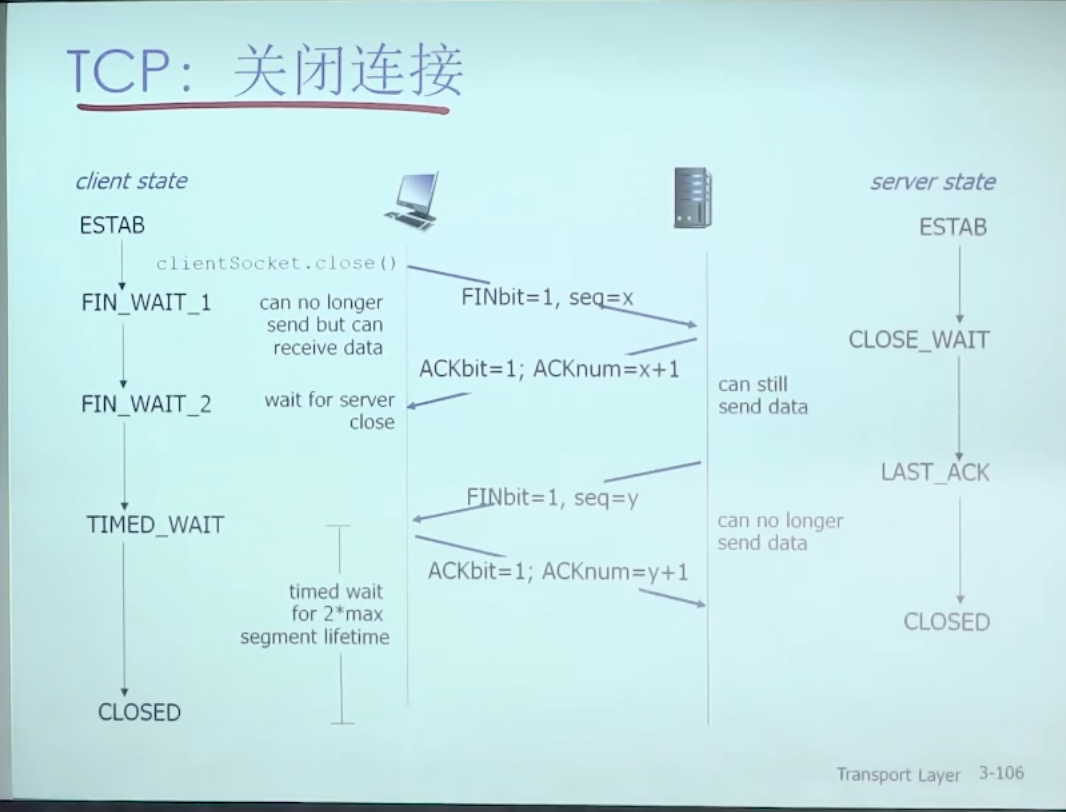 TCP: 关闭连接
client state
server state
ESTAB
ESTAB
clientSocket.close()
FINbit=1, seq=x
FIN_WAIT_1
can no longer
send but can
receive data
CLOSE_WAIT
ACKbit=1; ACKnum=x+1
can still
send data
FIN_WAIT_2
wait for server
close
LAST_ACK
FINbit=1, seq=y
can no longer
send data
TIMED_WAIT
ACKbit=1; ACKnum=y+1
timed wait
for 2*max
segment lifetime
CLOSED
CLOSED
Transport Layer 3-106